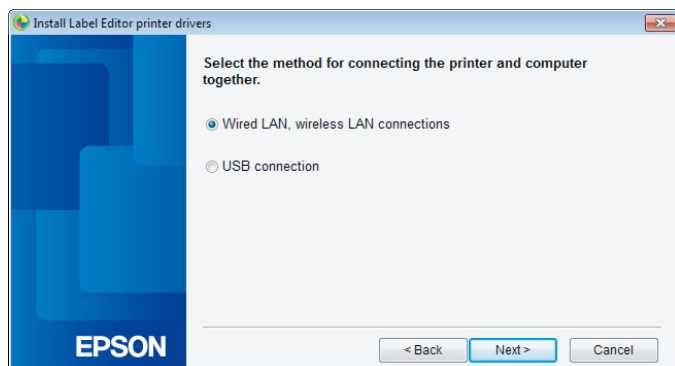 Install Label Editor printer drivers
Select the method for connecting the printer and computer
together.
Wired LAN, wireless LAN connections
USB connection
EPSON
< Back
Next >
Cancel